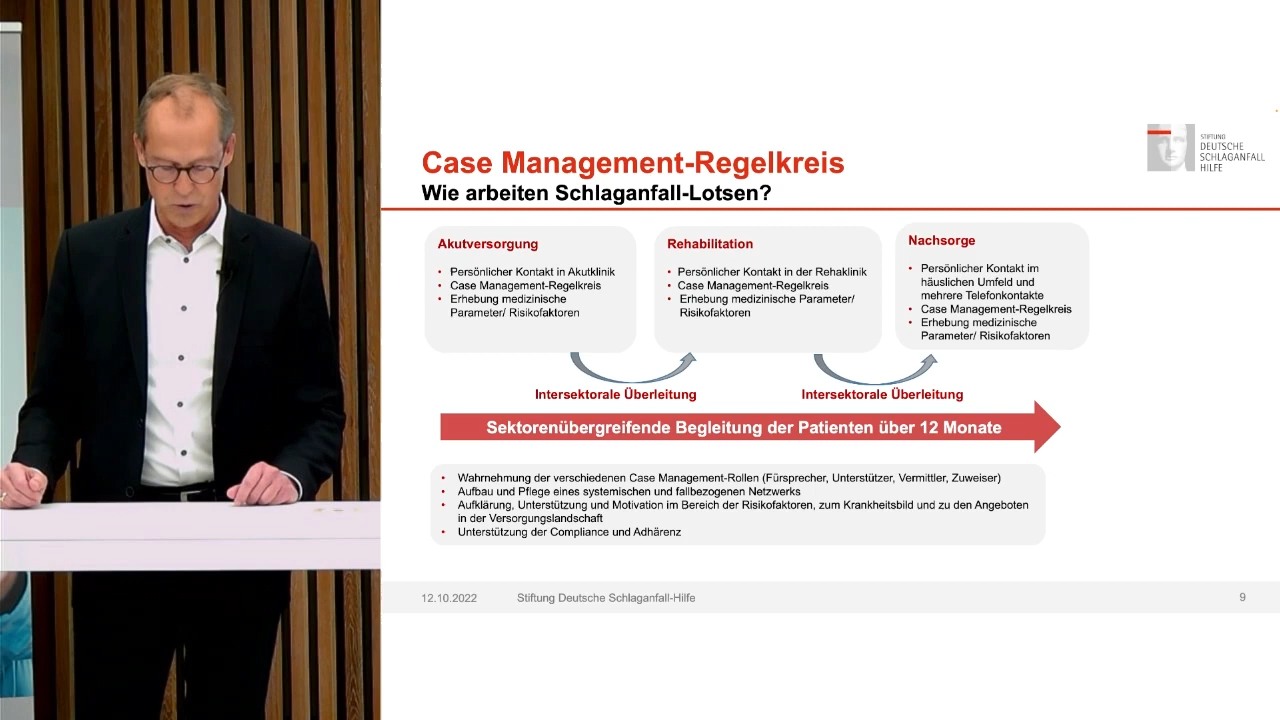 STIFTUNG
DEUTSCHE
SCHLAGANFALL
HILFE
Case Management-Regelkreis
Wie arbeiten Schlaganfall-Lotsen?
Akutversorgung
• Persönlicher Kontakt in Akutklinik
• Case Management-Regelkreis
• Erhebung medizinische
Parameter/ Risikofaktoren
Rehabilitation
• Persönlicher Kontakt in der Rehaklinik
• Case Management-Regelkreis
• Erhebung medizinische Parameter/
Risikofaktoren
Nachsorge
• Persönlicher Kontakt im
häuslichen Umfeld und
mehrere Telefonkontakte
• Case Management-Regelkreis
• Erhebung medizinische
Parameter/ Risikofaktoren
Intersektorale Überleitung
Intersektorale Überleitung
Sektorenübergreifende Begleitung der Patienten über 12 Monate
• Wahrnehmung der verschiedenen Case Management-Rollen (Fürsprecher, Unterstützer, Vermittler, Zuweiser)
• Aufbau und Pflege eines systemischen und fallbezogenen Netzwerks
• Aufklärung, Unterstützung und Motivation im Bereich der Risikofaktoren, zum Krankheitsbild und zu den Angeboten
in der Versorgungslandschaft
• Unterstützung der Compliance und Adhärenz
12.10.2022
Stiftung Deutsche Schlaganfall-Hilfe
9